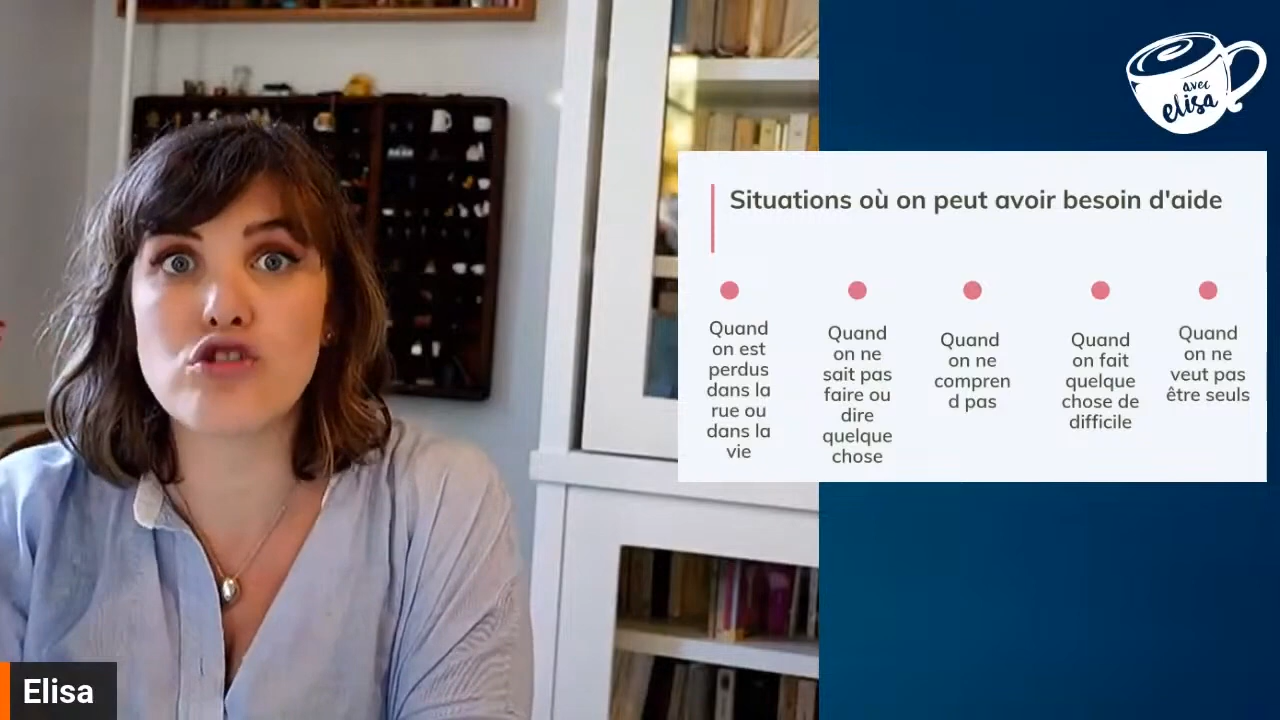 avec
elisa
Situations où on peut avoir besoin d'aide
Quand
on est
perdus
dans la
rue ou
dans la
vie
Quand
on ne
sait pas
faire ou
dire
quelque
chose
Quand
on ne
compren
d pas
Quand
on fait
quelque
chose de
difficile
Quand
on ne
veut pas
être seuls
Elisa